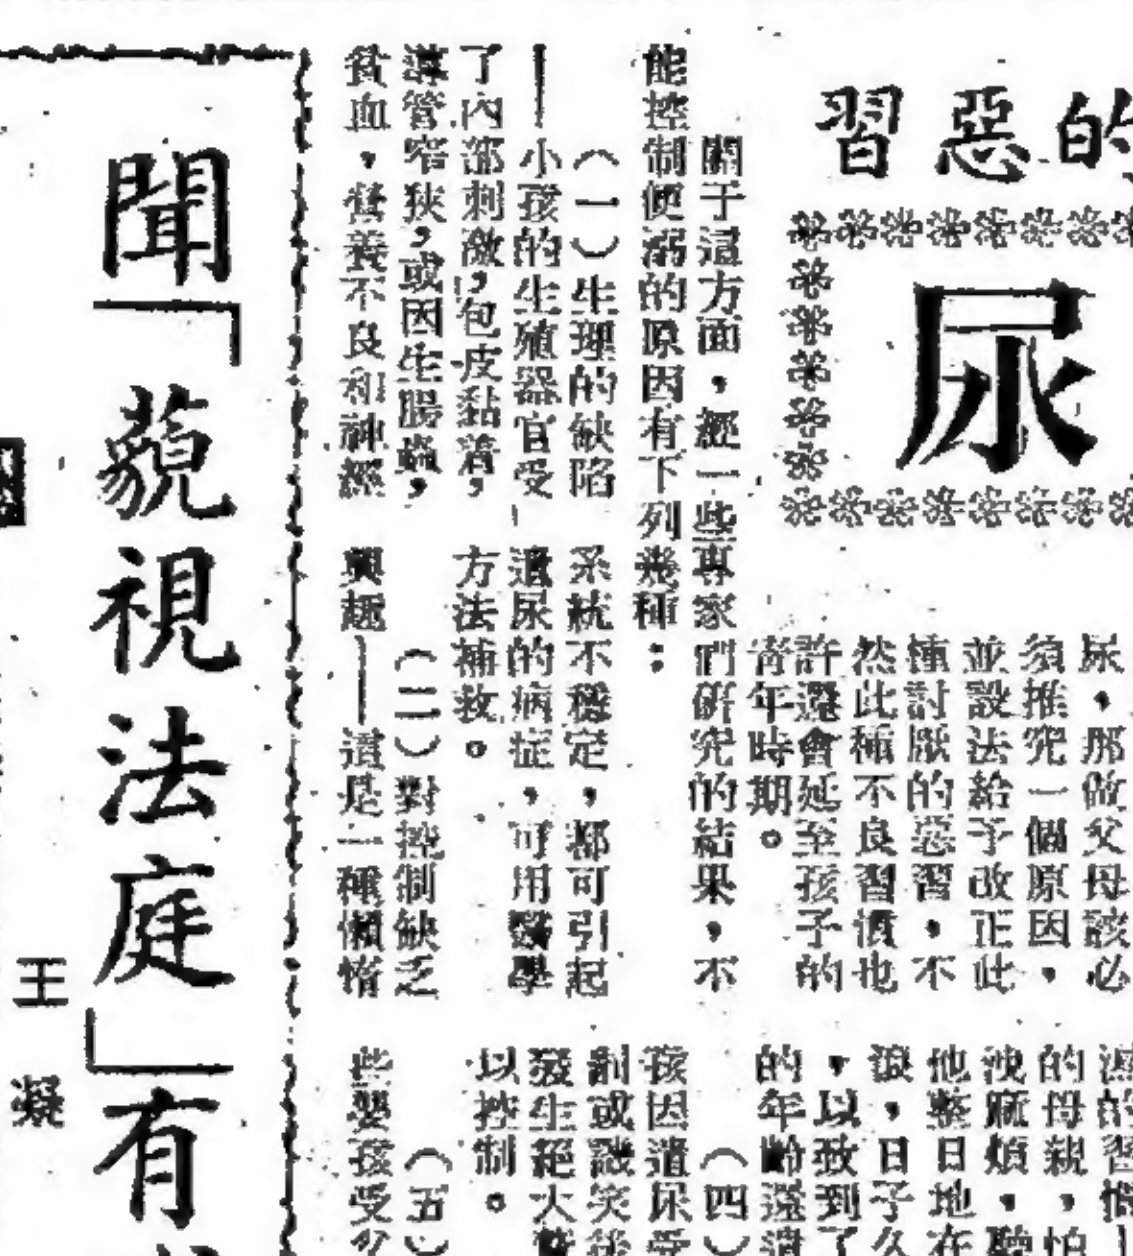 的惡習
尿
尿，那做父母該必
須推究一個原因，
並設法給予改正此
種討厭的惡習，不
然此種不良習慣也
許還會延至孩子的
青年時期。
關于這方面，經一些專家
們研究的結果，不
能控制便溺的原因有下列幾種：
（一）生理的缺陷
——小孩的生殖器官受
了內部刺激，包皮黏着，
管窄狹，或因生腸蟲，
貧血，營養不良和神經
系統不穩定，都可引起
遺尿的病症，可用醫學
方法補救。
（二）對控制缺乏
興趣——這是一種懶惰
的母親，怕
洩麻煩，
他整日地在
，日子久
，以致到了
的年齡還遺
（四）
孩因遺尿受
制或譏笑後
發生絕大
以控制。
（五）
些嬰孩受
聞「藐視法庭」有
王凝